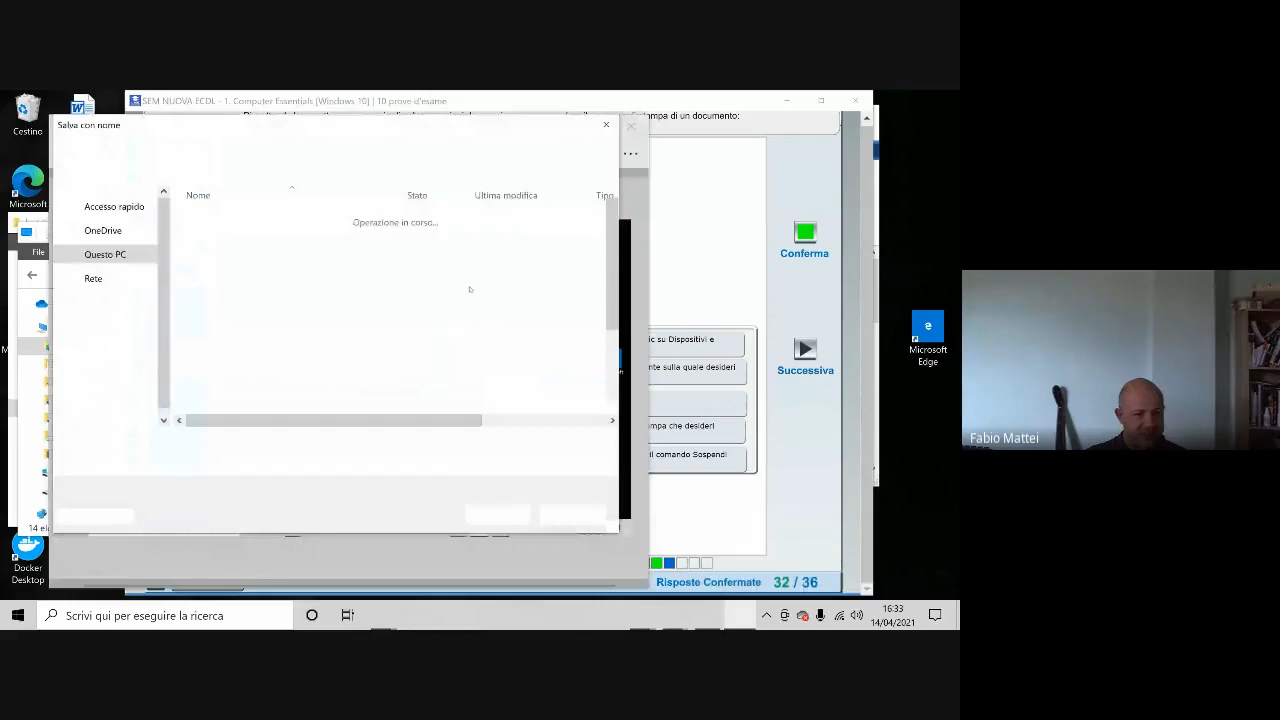 SEM NUOVA ECDL - 1. Computer Essentials [Windows 10] | 10 prove d'esame
stampa di un documento:
Salva con nome
Cestino
Nome
Stato
Ultima modifica
Tipo
Operazione in corso...
Accesso rapido
OneDrive
Questo PC
Rete
Microsoft
File
Conferma
Successiva
ic su Dispositivi e
nte sulla quale desideri
mpa che desideri
il comando Sospendi
Microsoft
Edge
Fabio Mattei
14 el
Docker
Desktop
Risposte Confermate 32 / 36
Scrivi qui per eseguire la ricerca
16:33
14/04/2021